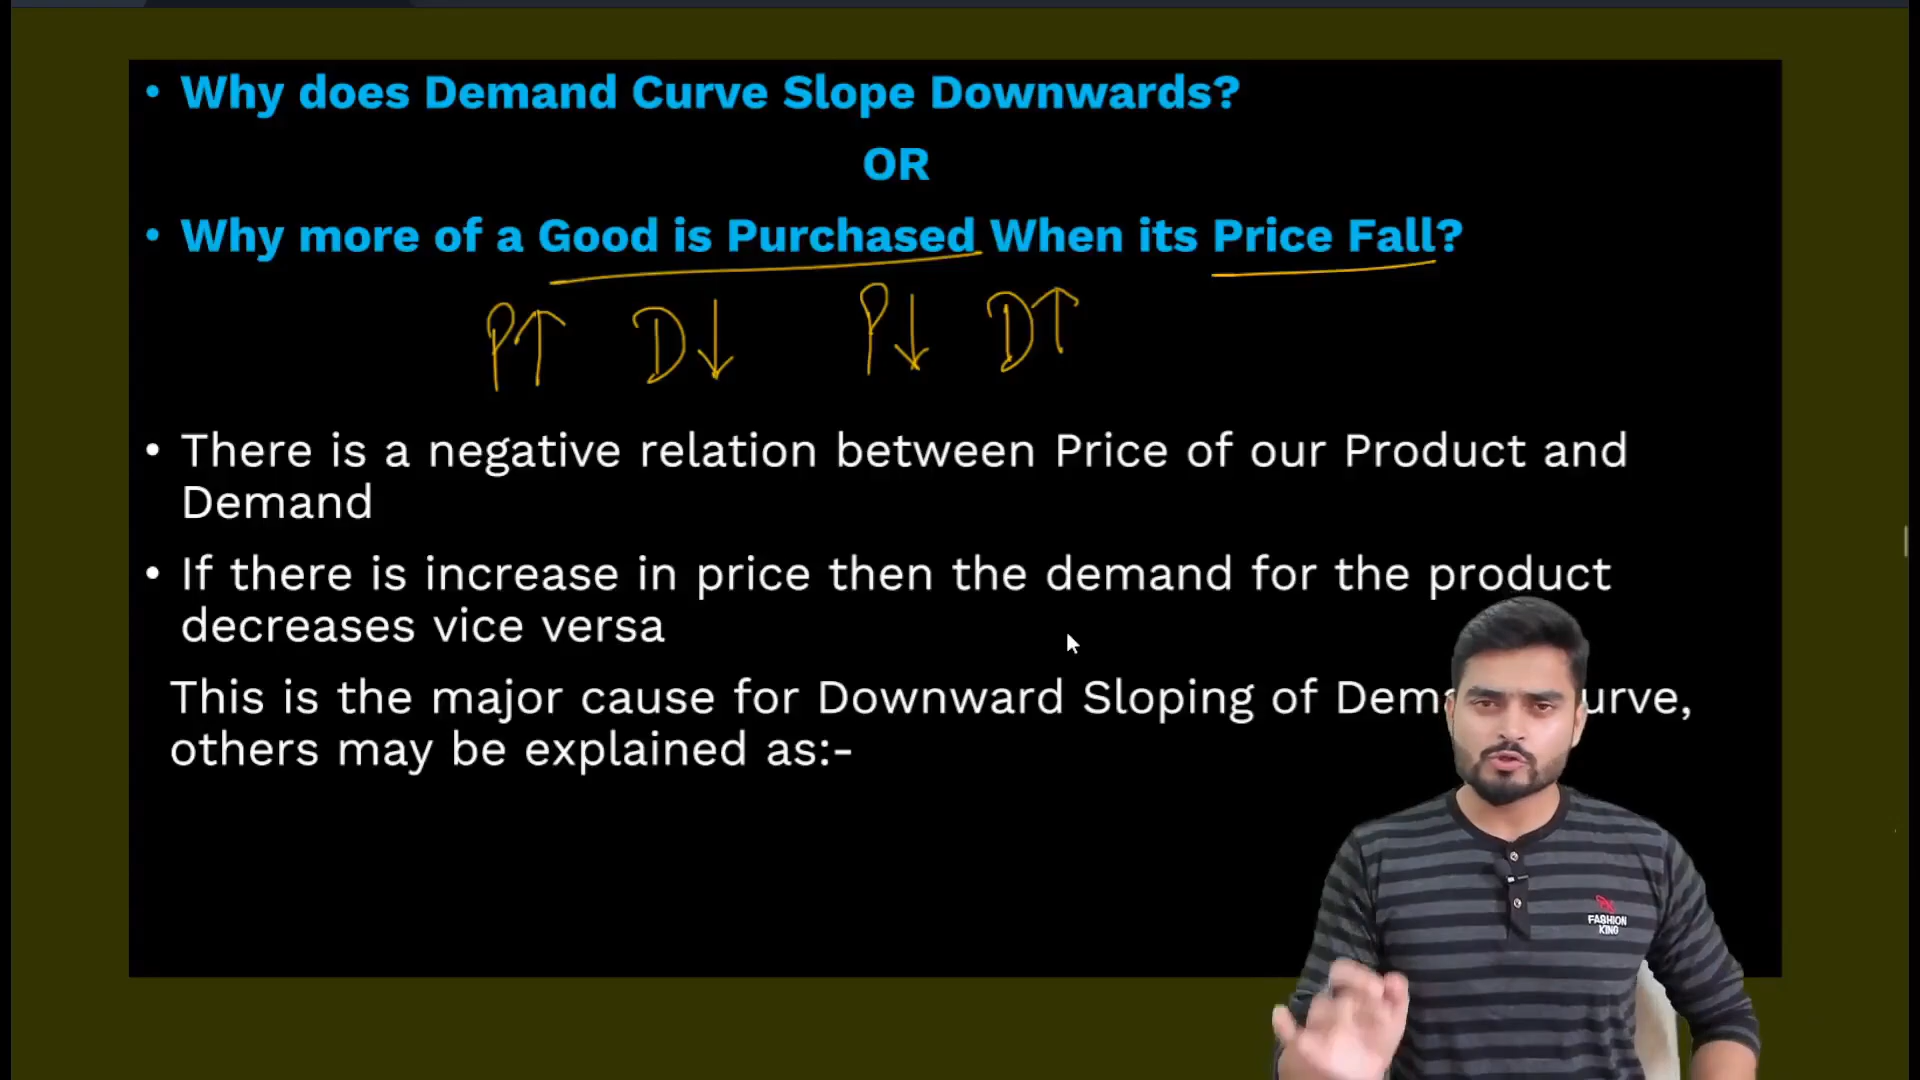 • Why does Demand Curve Slope Downwards?
OR
• Why more of a Good is Purchased When its Price Fall?
P↑ D↓ P↓ D↑
• There is a negative relation between Price of our Product and
Demand
• If there is increase in price then the demand for the product
decreases vice versa
This is the major cause for Downward Sloping of Dem urve,
others may be explained as:-
FASHION
KING